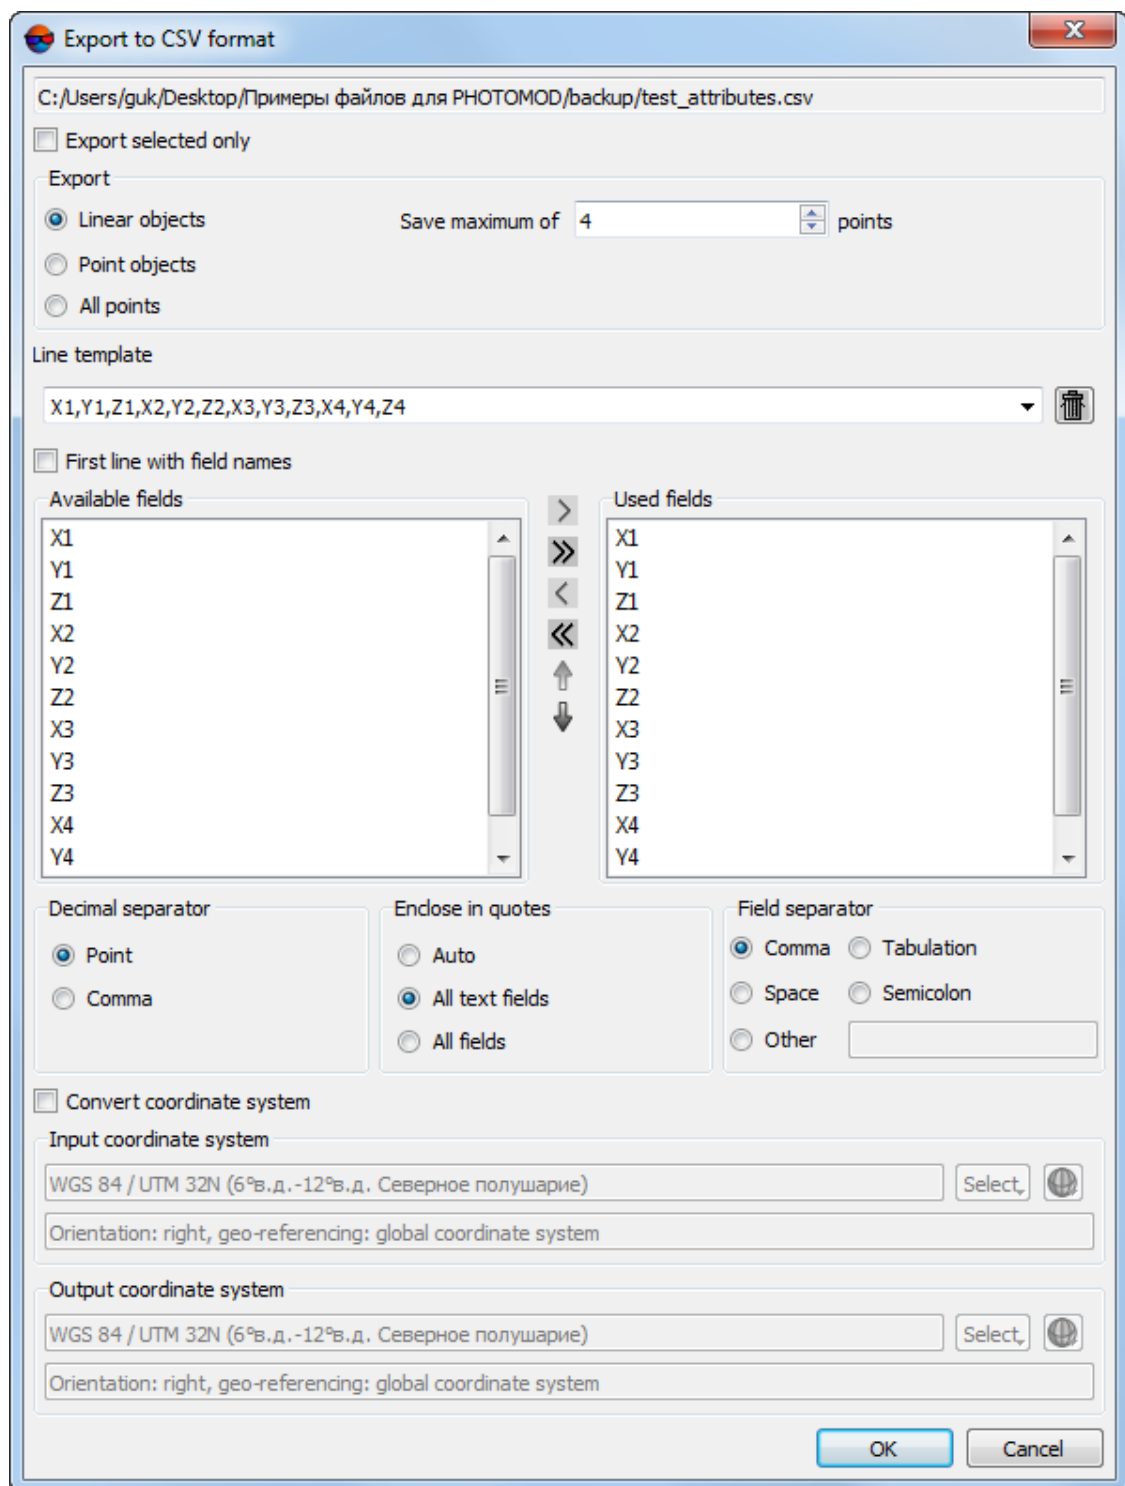 Export to CSV format
C:/Users/guk/Desktop/Примеры файлов для PHOTOMOD/backup/test_attributes.csv
Export selected only
Export
Linear objects Save maximum of 4 points
Point objects
All points
Line template
X1,Y1,Z1,X2,Y2,Z2,X3,Y3,Z3,X4,Y4,Z4
First line with field names
Available fields
X1
Y1
Z1
X2
Y2
Z2
X3
Y3
Z3
X4
Y4
Used fields
X1
Y1
Z1
X2
Y2
Z2
X3
Y3
Z3
X4
Y4
Decimal separator
Point
Comma
Enclose in quotes
Auto
All text fields
All fields
Field separator
Comma Tabulation
Space Semicolon
Other
Convert coordinate system
Input coordinate system
WGS 84 / UTM 32N (6°в.д.-12°в.д. Северное полушарие) Select
Orientation: right, geo-referencing: global coordinate system
Output coordinate system
WGS 84 / UTM 32N (6°в.д.-12°в.д. Северное полушарие) Select
Orientation: right, geo-referencing: global coordinate system
OK Cancel